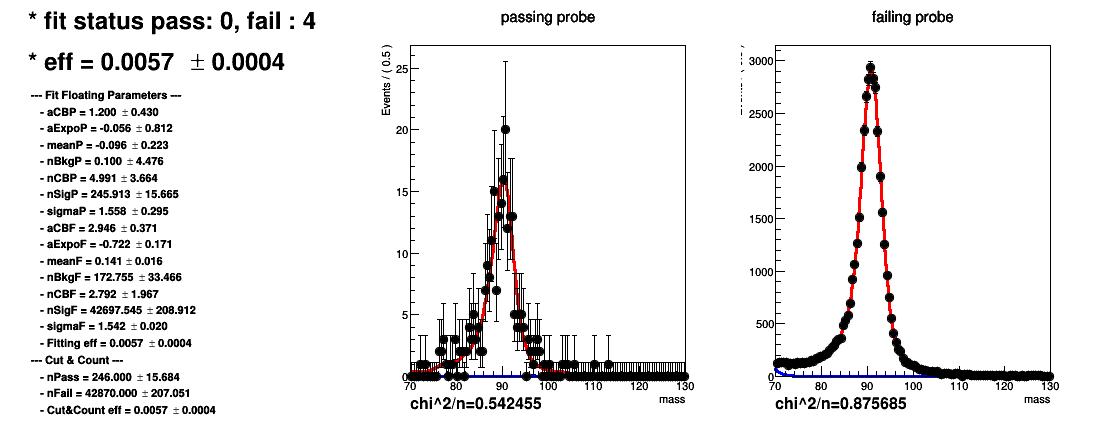 * fit status pass: 0, fail : 4
* eff = 0.0057 ± 0.0004
--- Fit Floating Parameters ---
- aCBP = 1.200 ± 0.430
- aExpoP = -0.056 ± 0.812
- meanP = -0.096 ± 0.223
- nBkgP = 0.100 ± 4.476
- nCBP = 4.991 ± 3.664
- nSigP = 245.913 ± 15.665
- sigmaP = 1.558 ± 0.295
- aCBF = 2.946 ± 0.371
- aExpoF = -0.722 ± 0.171
- meanF = 0.141 ± 0.016
- nBkgF = 172.755 ± 33.466
- nCBF = 2.792 ± 1.967
- nSigF = 42697.545 ± 208.912
- sigmaF = 1.542 ± 0.020
- Fitting eff = 0.0057 ± 0.0004
--- Cut & Count ---
- nPass = 246.000 ± 15.684
- nFail = 42870.000 ± 207.051
- Cut&Count eff = 0.0057 ± 0.0004
passing probe
Events / ( 0.5 )
25
20
15
10
5
0
70 80 90 100 110 120 130
mass
chi^2/n=0.542455
failing probe
3000
2500
2000
1500
1000
500
0
70 80 90 100 110 120 130
mass
chi^2/n=0.875685